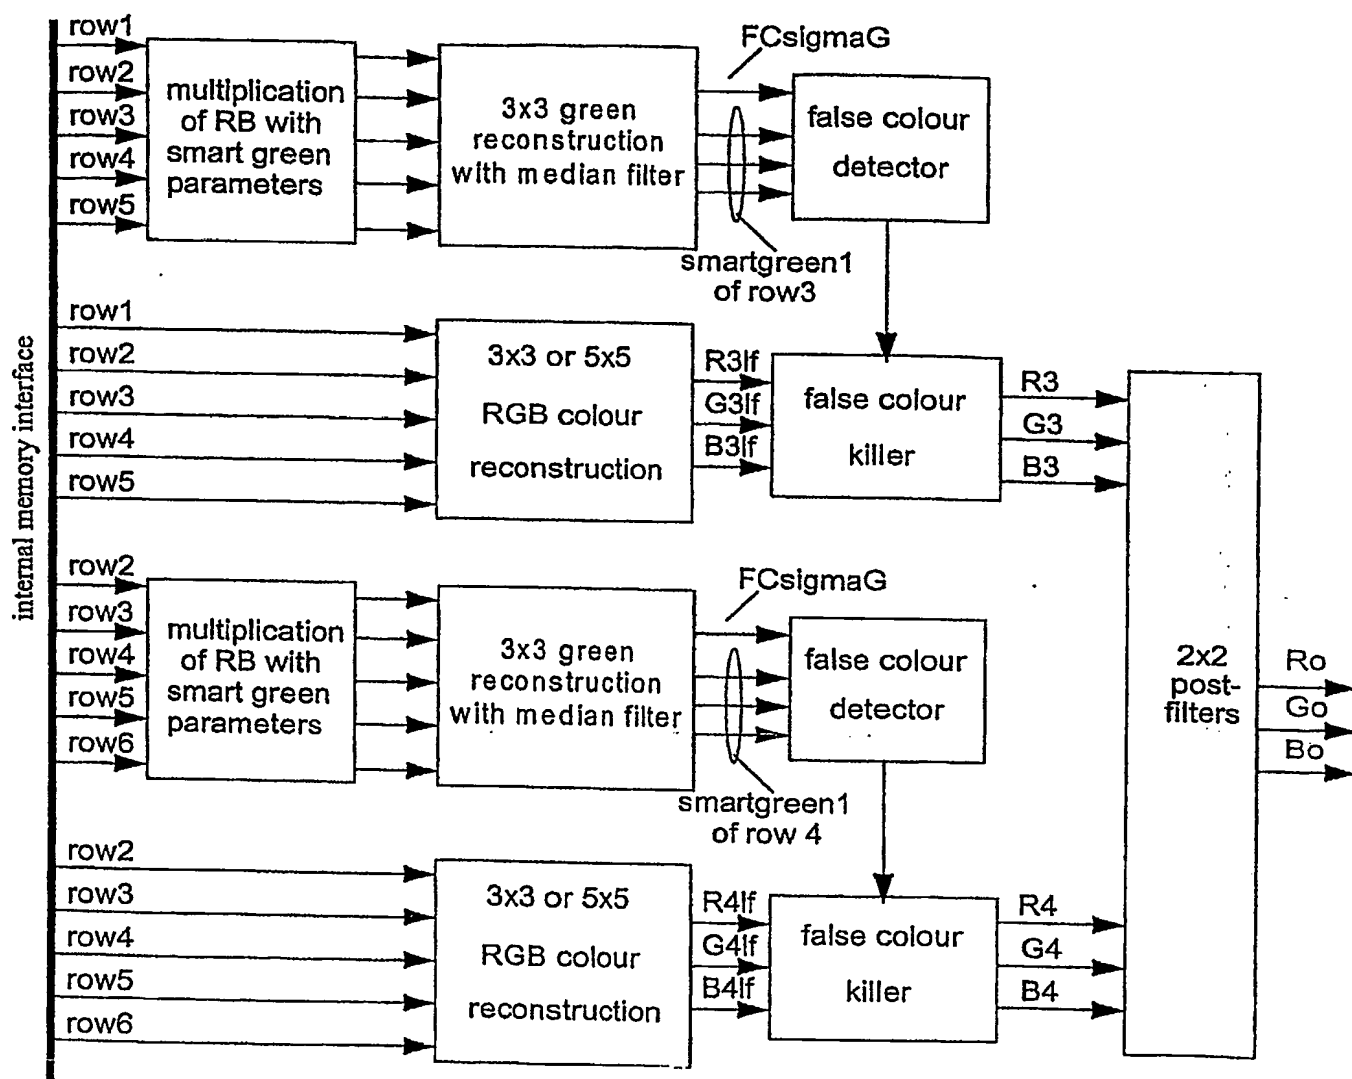 internal memory interface
row1
row2
row3
row4
row5
multiplication
of RB with
smart green
parameters
3x3 green
reconstruction
with median filter
FCsigmaG
smartgreen1
of row3
false colour
detector
row1
row2
row3
row4
row5
3x3 or 5x5
RGB colour
reconstruction
R3lf
G3lf
B3lf
false colour
killer
R3
G3
B3
row2
row3
row4
row5
row6
multiplication
of RB with
smart green
parameters
3x3 green
reconstruction
with median filter
FCsigmaG
smartgreen1
of row 4
false colour
detector
row2
row3
row4
row5
row6
3x3 or 5x5
RGB colour
reconstruction
R4lf
G4lf
B4lf
false colour
killer
R4
G4
B4
2x2
post-
filters
Ro
Go
Bo